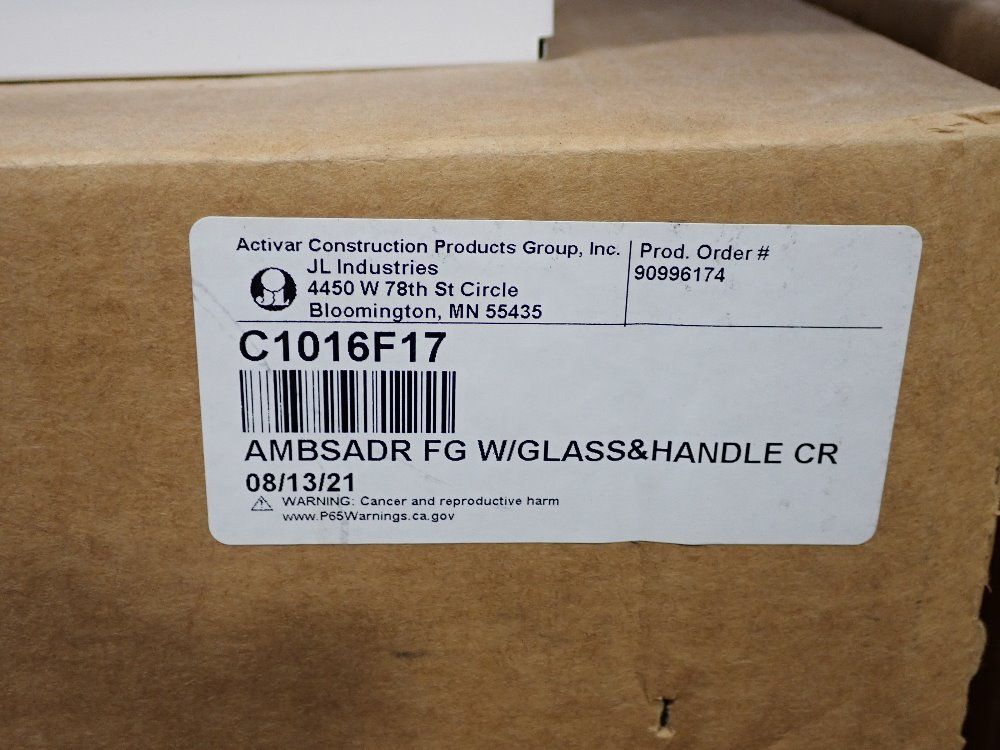 Activar Construction Products Group, Inc.
JL Industries
4450 W 78th St Circle
Bloomington, MN 55435
Prod. Order #
90996174
C1016F17
AMBSADR FG W/GLASS&HANDLE CR
08/13/21
WARNING: Cancer and reproductive harm
www.P65Warnings.ca.gov